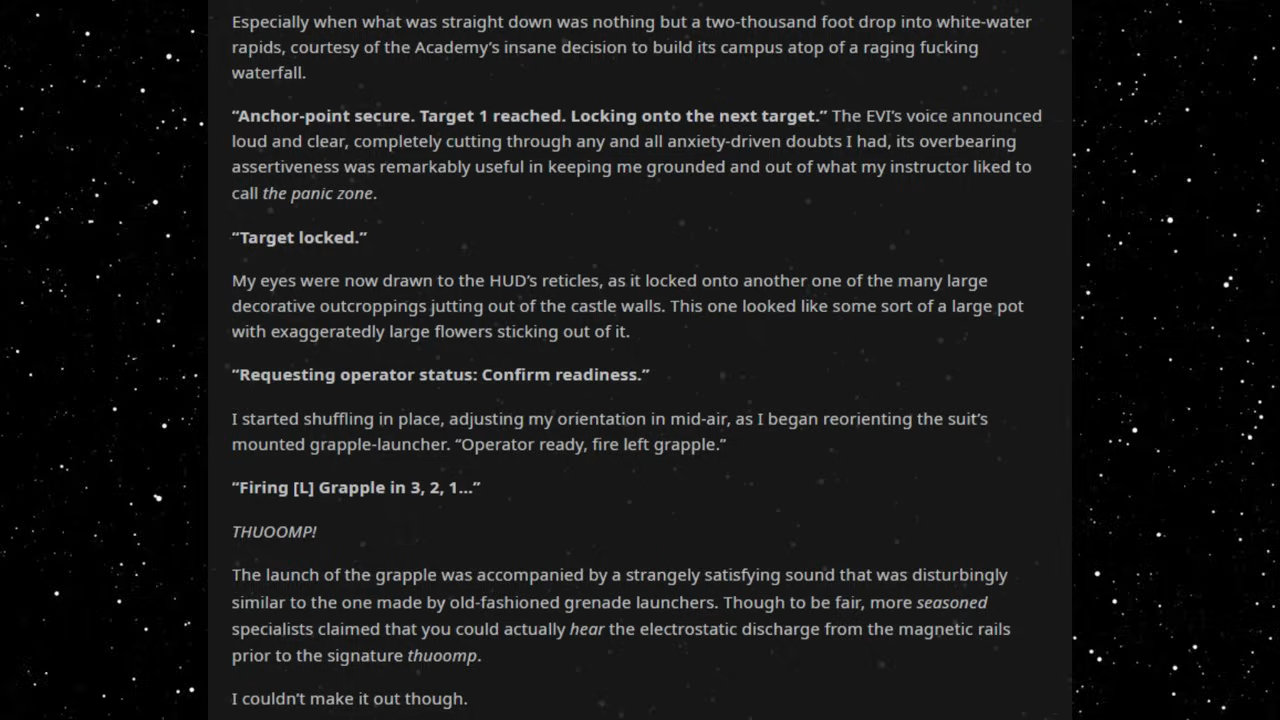 Especially when what was straight down was nothing but a two-thousand foot drop into white-water
rapids, courtesy of the Academy’s insane decision to build its campus atop of a raging fucking
waterfall.
“Anchor-point secure. Target 1 reached. Locking onto the next target.” The EVI’s voice announced
loud and clear, completely cutting through any and all anxiety-driven doubts I had, its overbearing
assertiveness was remarkably useful in keeping me grounded and out of what my instructor liked to
call the panic zone.
“Target locked.”
My eyes were now drawn to the HUD’s reticles, as it locked onto another one of the many large
decorative outcroppings jutting out of the castle walls. This one looked like some sort of a large pot
with exaggeratedly large flowers sticking out of it.
“Requesting operator status: Confirm readiness.”
I started shuffling in place, adjusting my orientation in mid-air, as I began reorienting the suit’s
mounted grapple-launcher. “Operator ready, fire left grapple.”
“Firing [L] Grapple in 3, 2, 1…”
THUOOMP!
The launch of the grapple was accompanied by a strangely satisfying sound that was disturbingly
similar to the one made by old-fashioned grenade launchers. Though to be fair, more seasoned
specialists claimed that you could actually hear the electrostatic discharge from the magnetic rails
prior to the signature thuoomp.
I couldn’t make it out though.